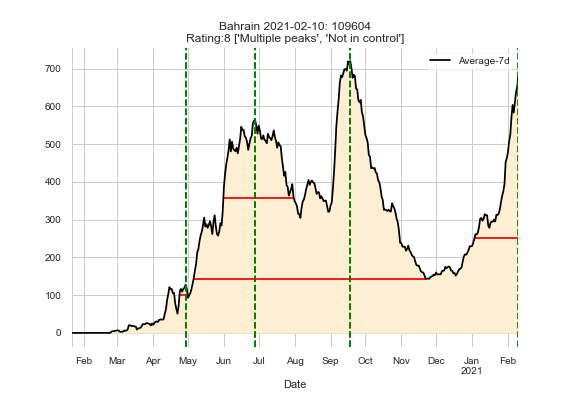 Bahrain 2021-02-10: 109604
Rating:8 ['Multiple peaks', 'Not in control']
Average-7d
700
600
500
400
300
200
100
0
Feb Mar Apr May Jun Jul Aug Sep Oct Nov Dec Jan Feb
2021
Date